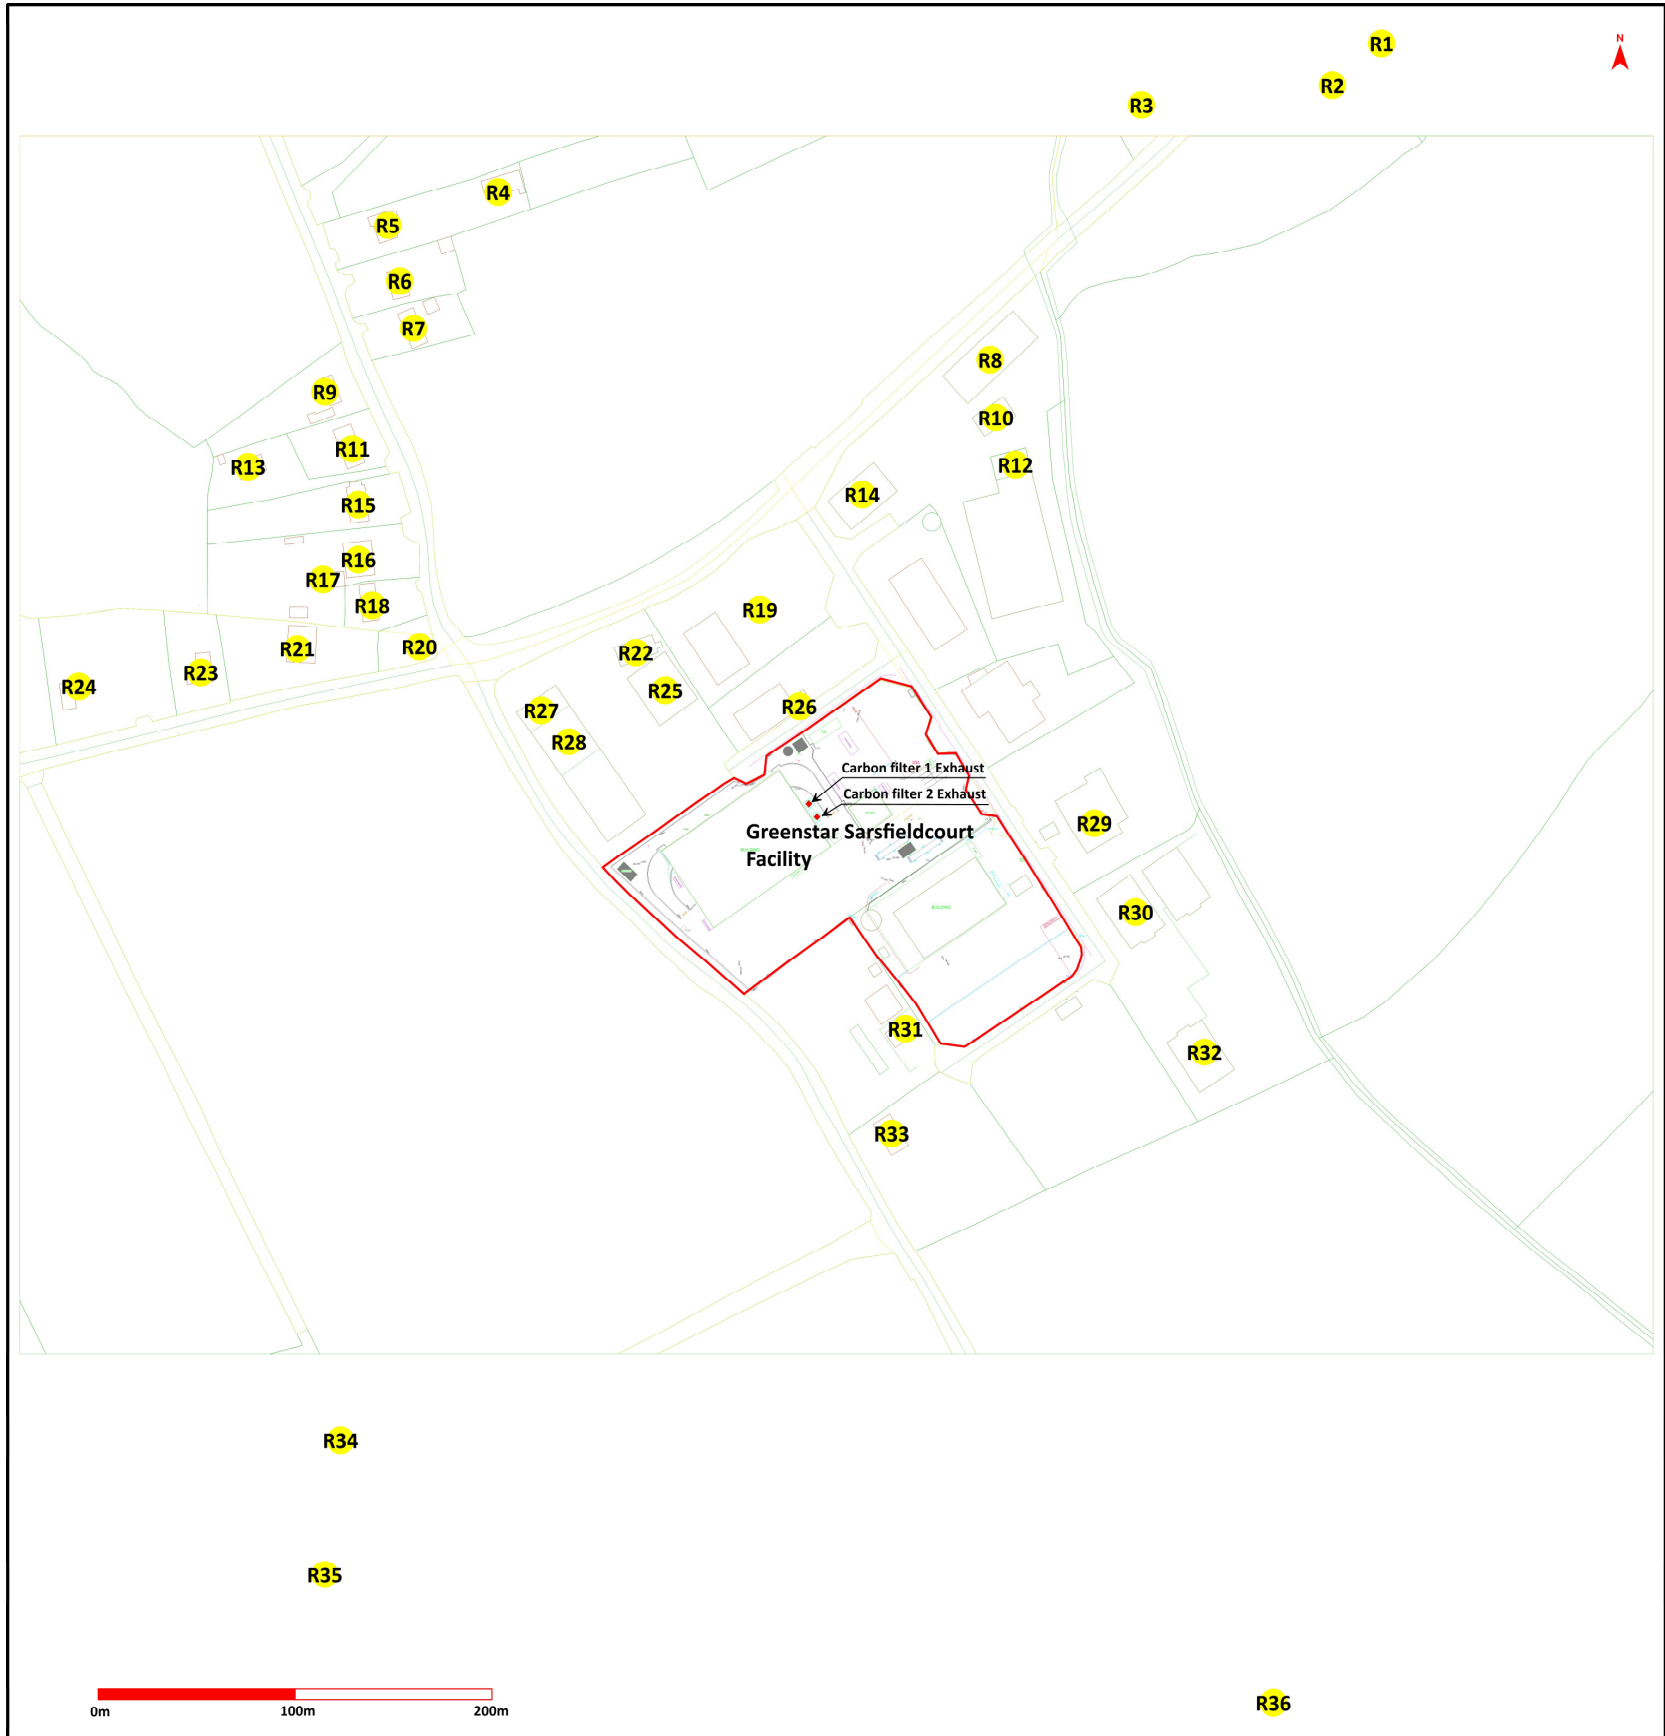 N
R1
R2
R3
R4
R5
R6
R7
R8
R9
R10
R11
R12
R13
R14
R15
R16
R17
R18
R19
R20
R21
R22
R23
R24
R25
R26
R27
R28
Carbon filter 1 Exhaust
Carbon filter 2 Exhaust
Greenstar Sarsfieldcourt
Facility
BUILDING
R29
BUILDING
R30
R31
R32
R33
R34
R35
R36
0m 100m 200m